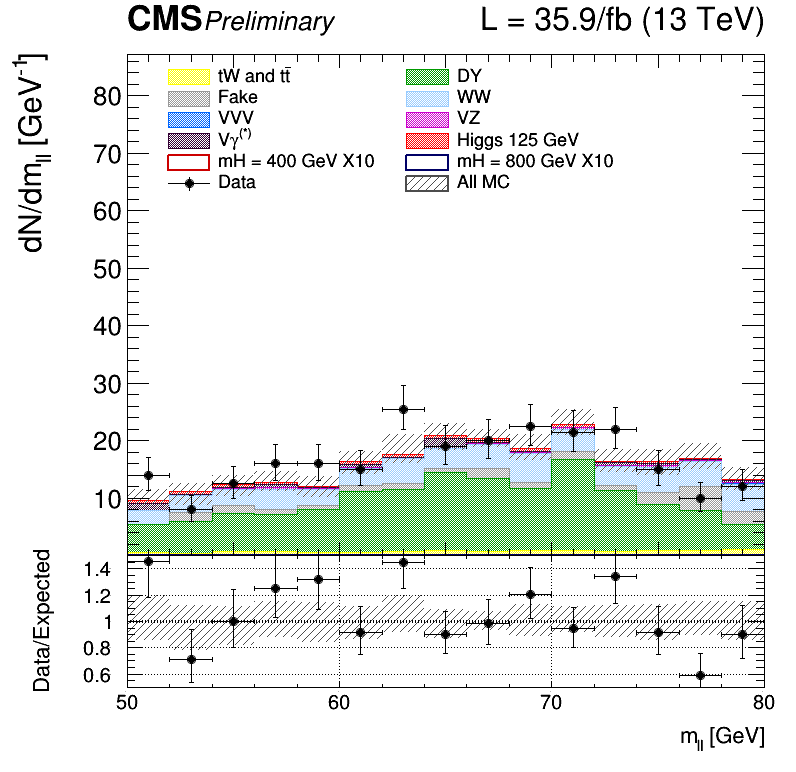 CMS Preliminary L = 35.9/fb (13 TeV)
dN/dm_ll [GeV⁻¹]
tW and tt̄ DY
Fake WW
VVV VZ
Vγ(*) Higgs 125 GeV
mH = 400 GeV X10 mH = 800 GeV X10
Data All MC
80
70
60
50
40
30
20
10
Data/Expected
1.4
1.2
1
0.8
0.6
50 60 70 80
m_ll [GeV]